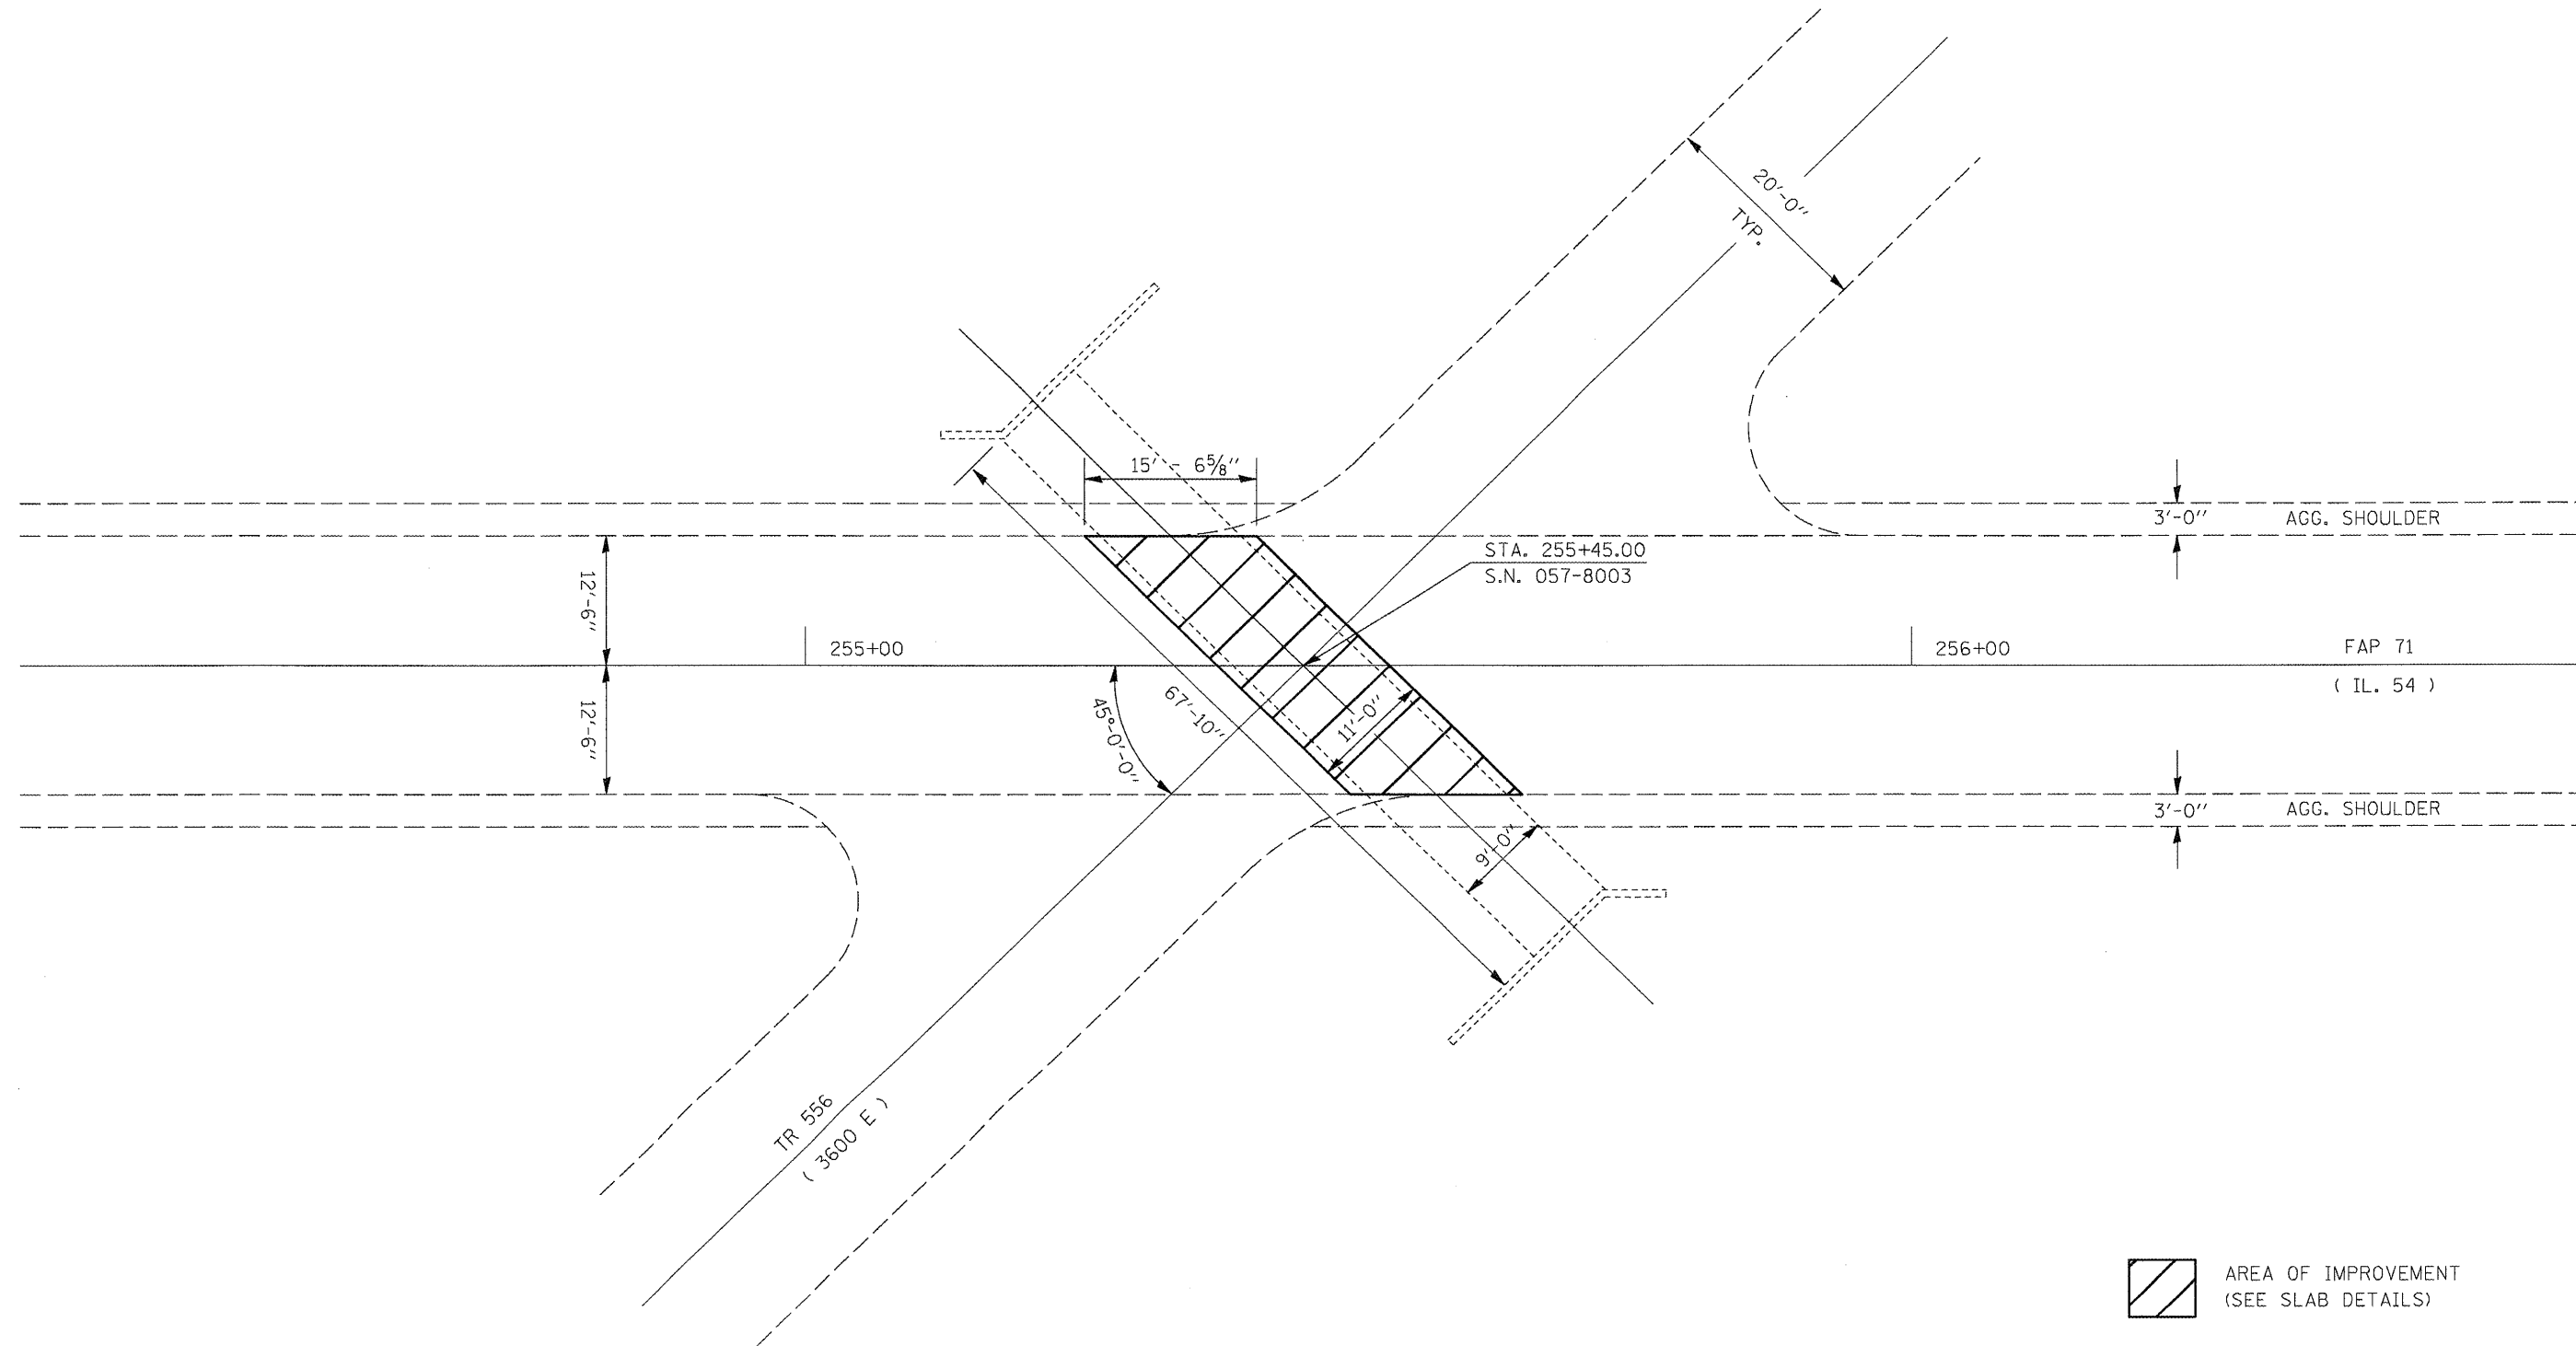 20'-0"
TYP.
15' - 6⅝"
3'-0" AGG. SHOULDER
STA. 255+45.00
S.N. 057-8003
12'-6"
255+00
256+00
FAP 71
( IL. 54 )
12'-6"
45°-0'-0"
67'-10"
11'-0"
3'-0" AGG. SHOULDER
9'-0"
TR 556
( 3600 E )
AREA OF IMPROVEMENT
(SEE SLAB DETAILS)